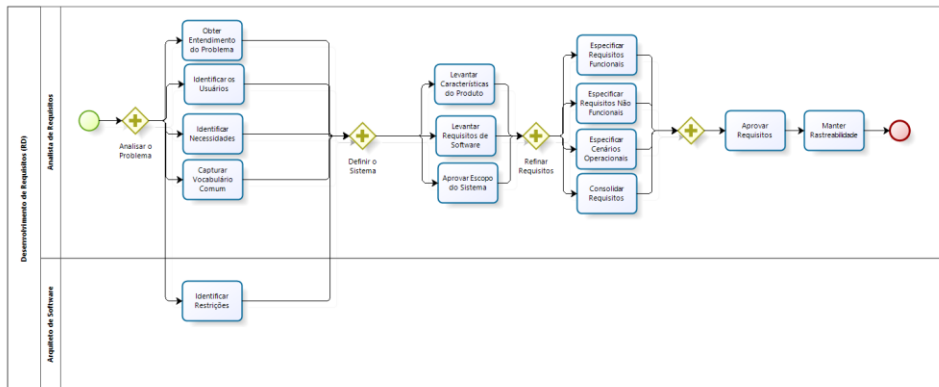 Desenvolvimento de Requisitos (RD)
Analista de Requisitos
Analisar o
Problema
Obter
Entendimento
do Problema
Identificar os
Usuários
Identificar
Necessidades
Capturar
Vocabulário
Comum
Definir o
Sistema
Levantar
Características
do Produto
Levantar
Requisitos de
Software
Aprovar Escopo
do Sistema
Refinar
Requisitos
Especificar
Requisitos
Funcionais
Especificar
Requisitos Não
Funcionais
Especificar
Cenários
Operacionais
Consolidar
Requisitos
Aprovar
Requisitos
Manter
Rastreabilidade
Arquiteto de Software
Identificar
Restrições